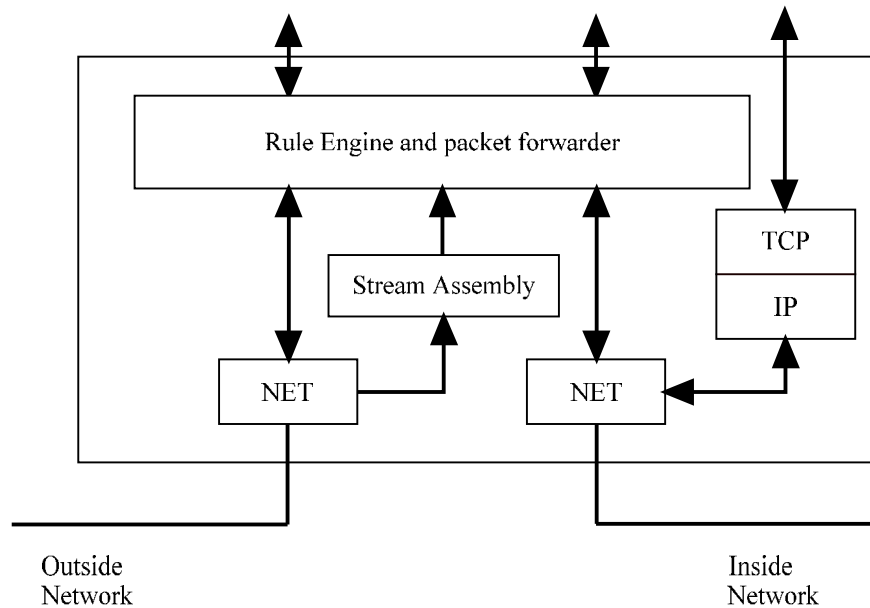 Rule Engine and packet forwarder
TCP
Stream Assembly
IP
NET
NET
Outside
Network
Inside
Network